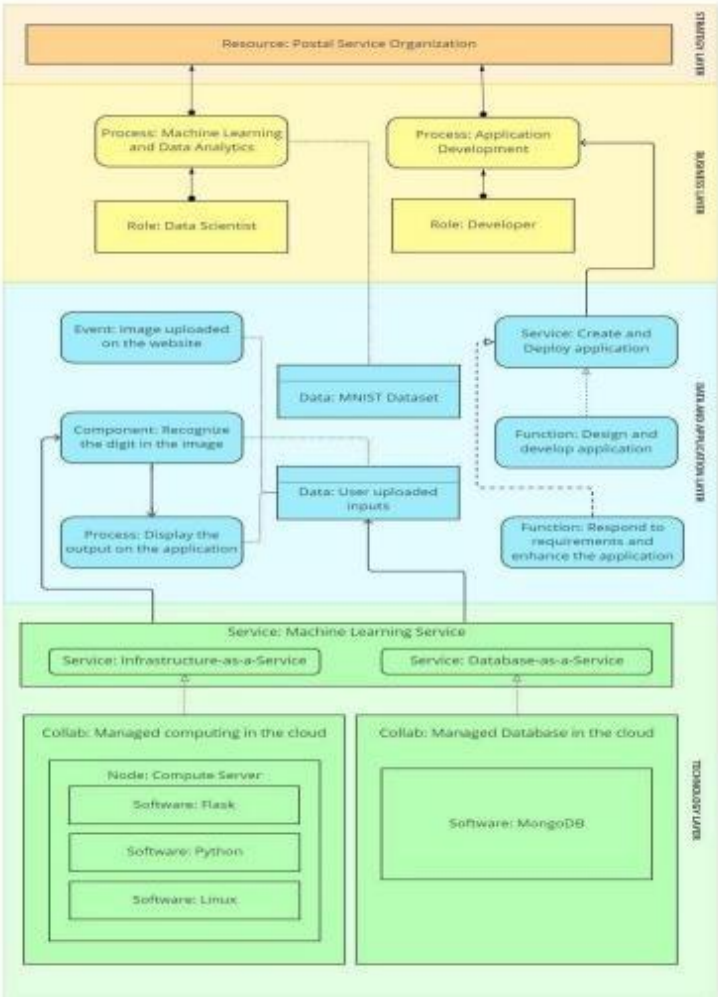 Resource: Postal Service Organization
STRATEGY LAYER
Process: Machine Learning
and Data Analytics
Process: Application
Development
Role: Data Scientist
Role: Developer
BUSINESS LAYER
Event: Image uploaded
on the website
Service: Create and
Deploy application
Data: MNIST Dataset
Component: Recognize
the digit in the image
Function: Design and
develop application
Data: User uploaded
inputs
Process: Display the
output on the application
Function: Respond to
requirements and
enhance the application
DATA AND APPLICATION LAYER
Service: Machine Learning Service
Service: Infrastructure-as-a-Service
Service: Database-as-a-Service
Collab: Managed computing in the cloud
Node: Compute Server
Software: Flask
Software: Python
Software: Linux
Collab: Managed Database in the cloud
Software: MongoDB
TECHNOLOGY LAYER